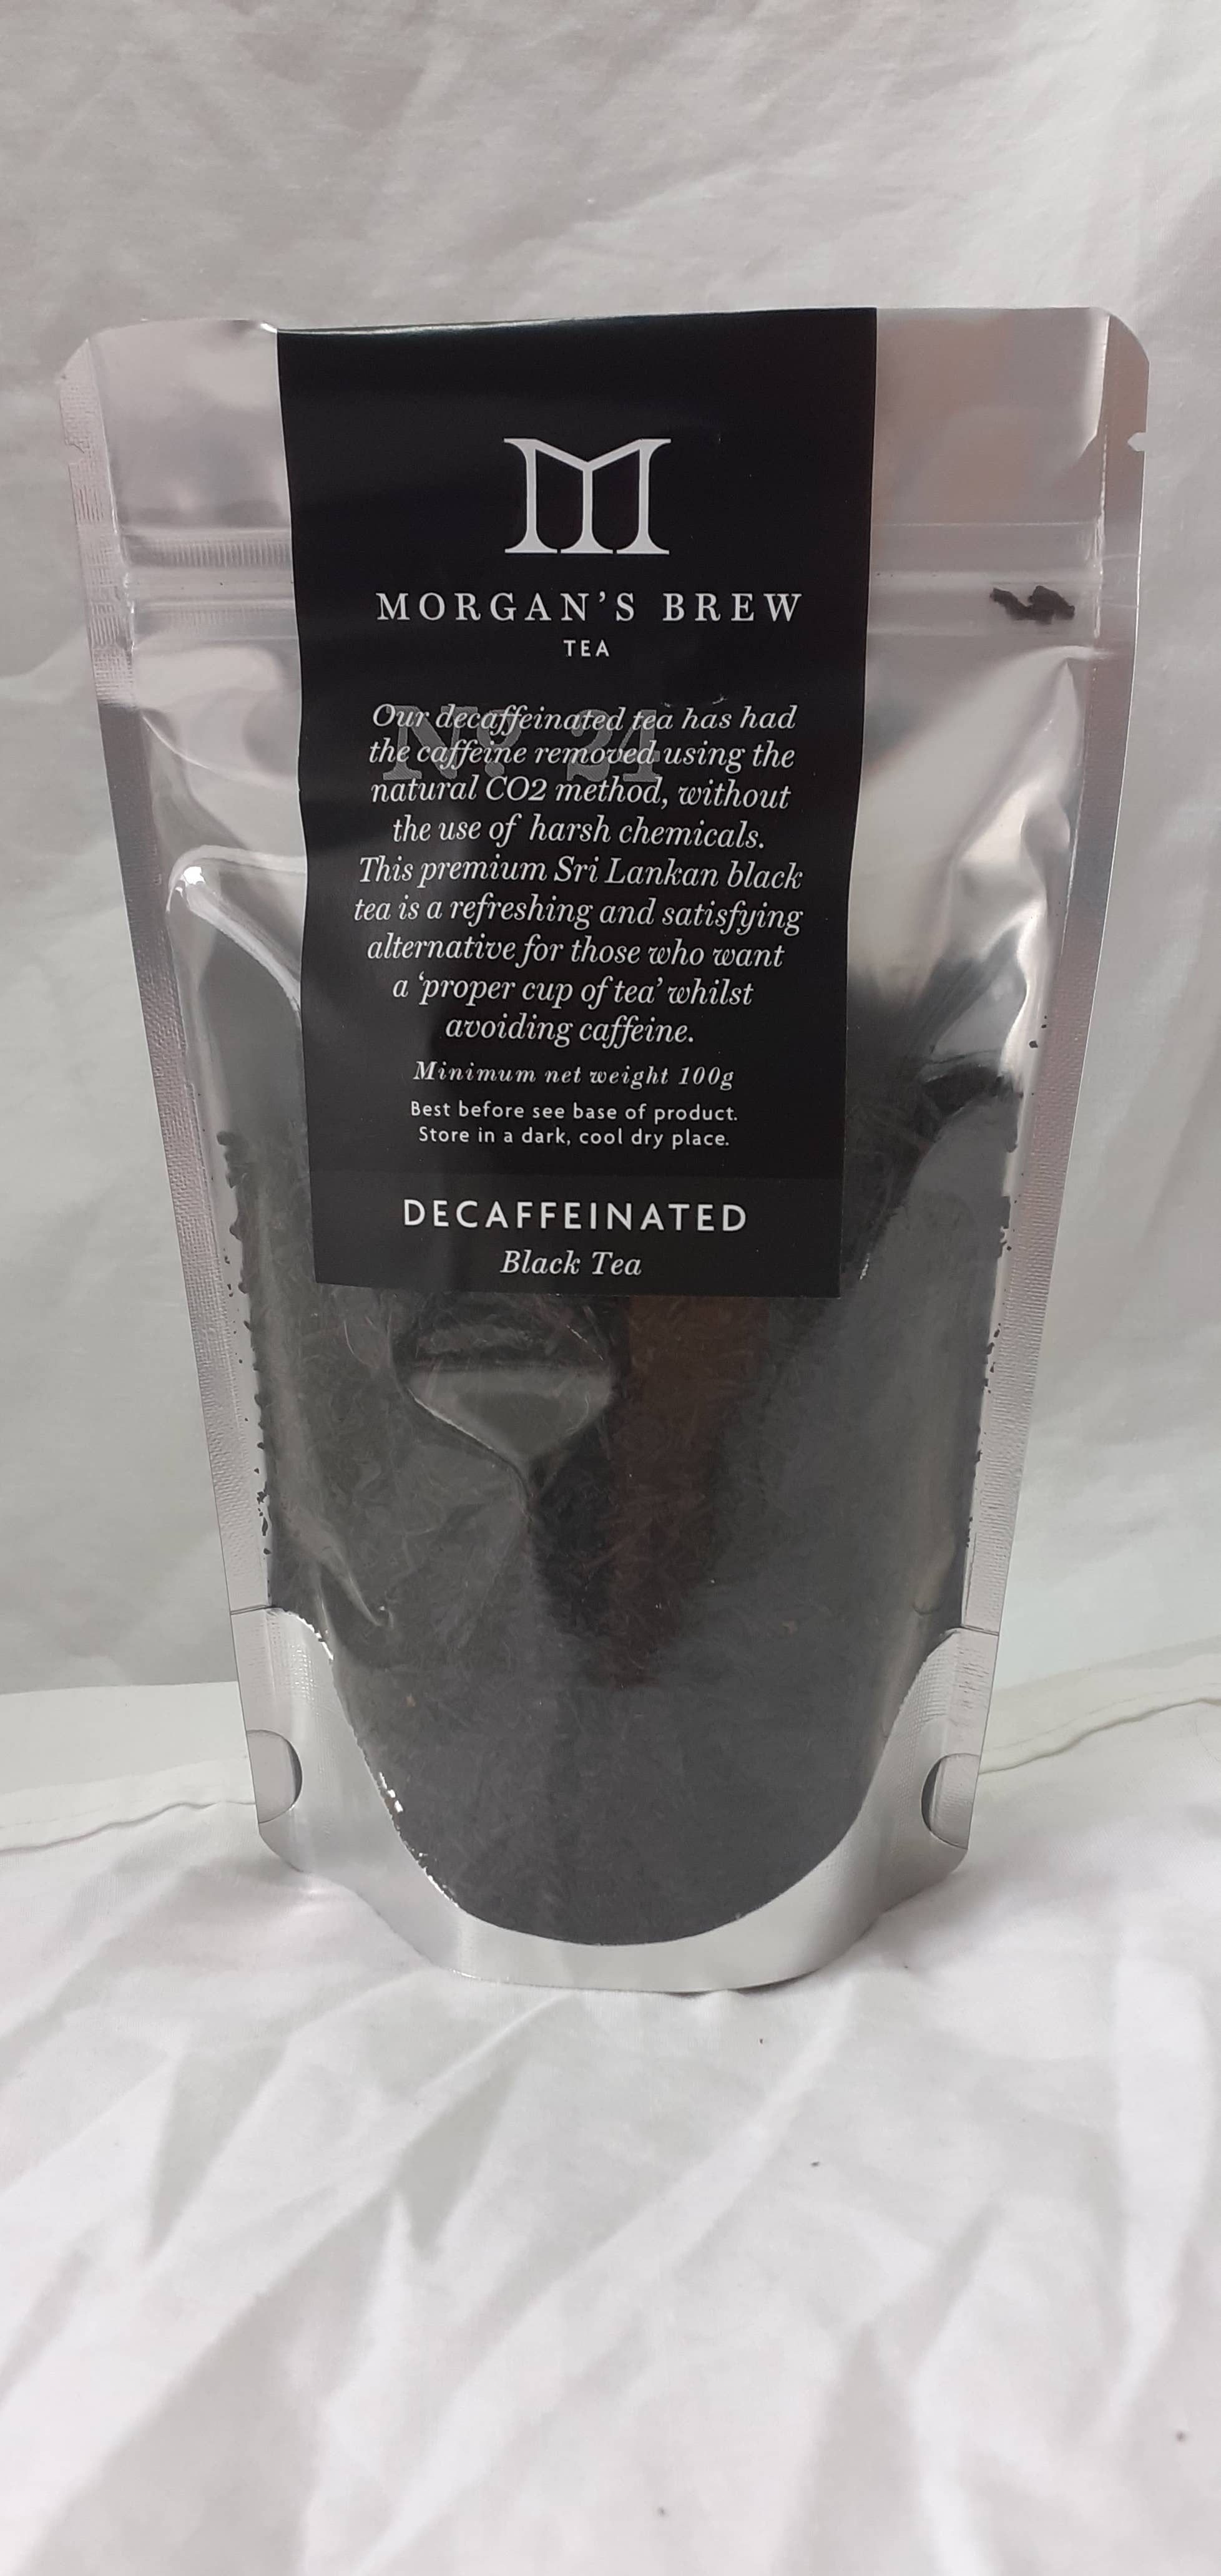 M
MORGAN'S BREW
TEA
Nº 24
Our decaffeinated tea has had
the caffeine removed using the
natural CO2 method, without
the use of harsh chemicals.
This premium Sri Lankan black
tea is a refreshing and satisfying
alternative for those who want
a ‘proper cup of tea’ whilst
avoiding caffeine.
Minimum net weight 100g
Best before see base of product.
Store in a dark, cool dry place.
DECAFFEINATED
Black Tea